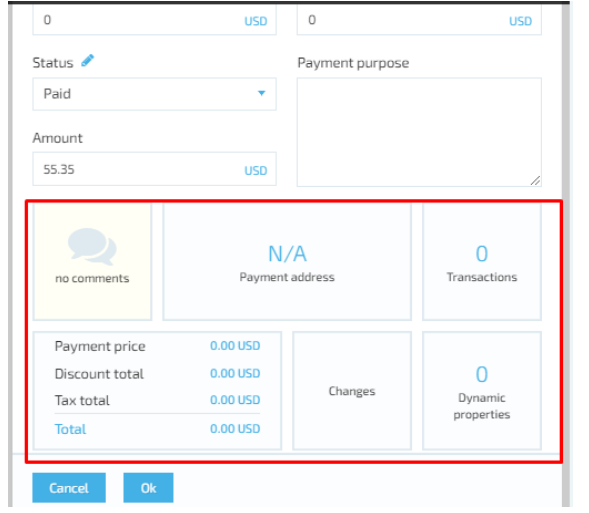 0 USD 0 USD
Status Payment purpose
Paid
Amount
55.35 USD
no comments
N/A
Payment address
0
Transactions
Payment price 0.00 USD
Discount total 0.00 USD
Tax total 0.00 USD
Total 0.00 USD
Changes
0
Dynamic
properties
Cancel Ok